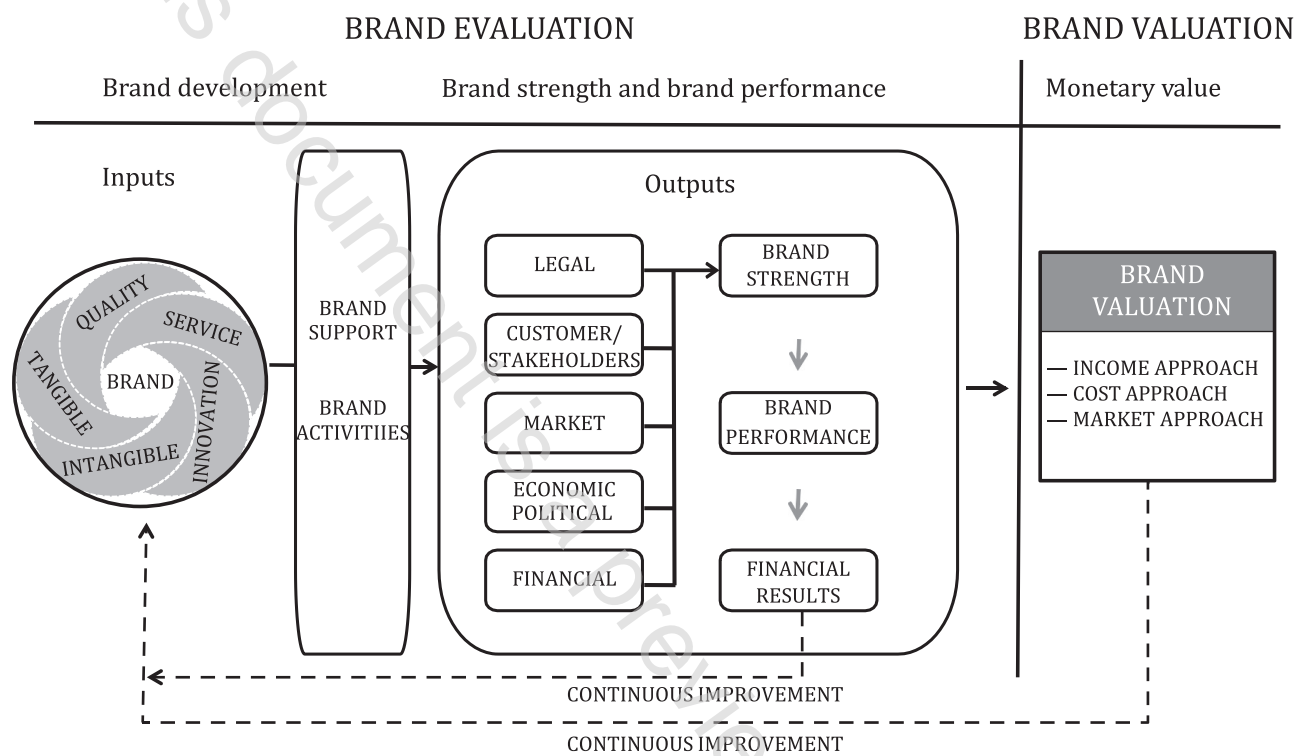 BRAND EVALUATION
BRAND VALUATION
Brand development
Brand strength and brand performance
Monetary value
Inputs
QUALITY
SERVICE
TANGIBLE
BRAND
INNOVATION
INTANGIBLE
BRAND
SUPPORT
BRAND
ACTIVITIIES
Outputs
LEGAL
CUSTOMER/
STAKEHOLDERS
MARKET
ECONOMIC
POLITICAL
FINANCIAL
BRAND
STRENGTH
BRAND
PERFORMANCE
FINANCIAL
RESULTS
BRAND
VALUATION
— INCOME APPROACH
— COST APPROACH
— MARKET APPROACH
CONTINUOUS IMPROVEMENT
CONTINUOUS IMPROVEMENT
document is a